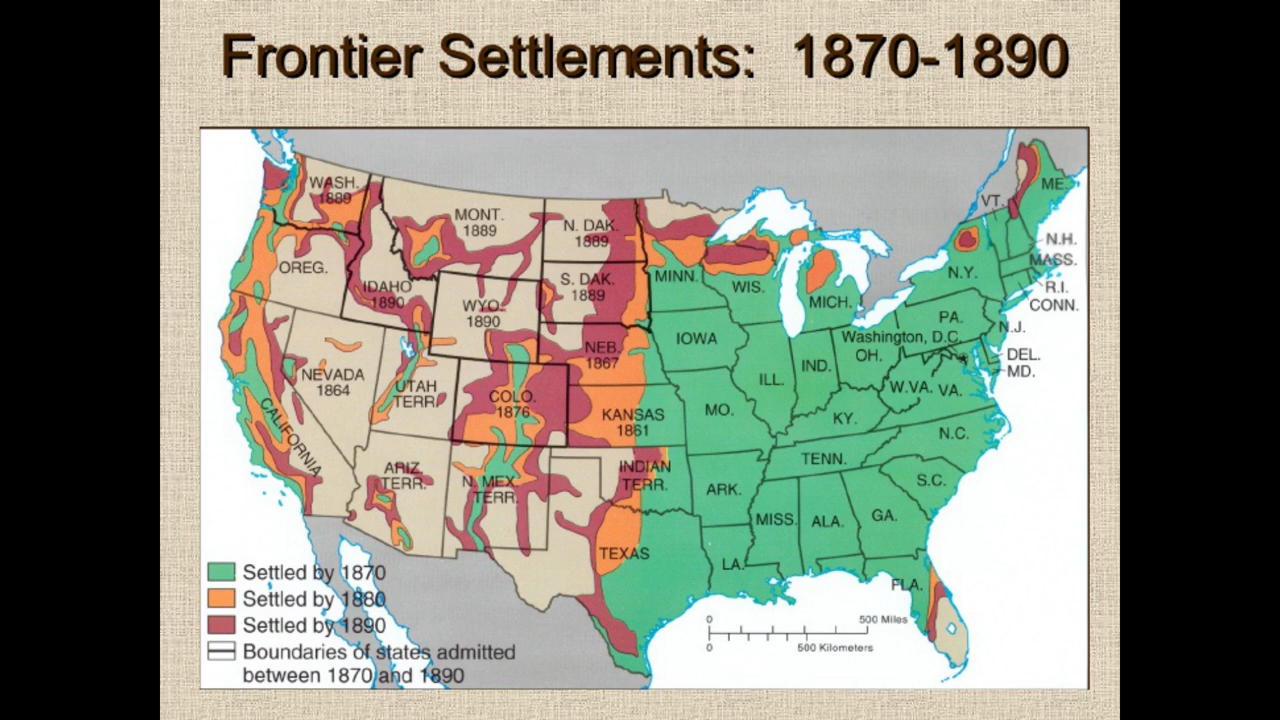 Frontier Settlements: 1870-1890
WASH.
1889
MONT.
1889
N. DAK.
1889
ME.
VT.
N.H.
MASS.
R.I.
CONN.
OREG.
IDAHO
1890
WYO.
1890
S. DAK.
1889
MINN.
WIS.
MICH.
N.Y.
PA.
N.J.
IOWA
NEB.
1867
Washington, D.C.
OH.
DEL.
MD.
NEVADA
1864
UTAH
TERR.
COLO.
1876
KANSAS
1861
MO.
ILL.
IND.
W.VA.
VA.
KY.
CALIFORNIA
ARIZ.
TERR.
N. MEX.
TERR.
INDIAN
TERR.
ARK.
TENN.
N.C.
S.C.
MISS.
ALA.
GA.
TEXAS
LA.
FLA.
Settled by 1870
Settled by 1880
Settled by 1890
Boundaries of states admitted
between 1870 and 1890
0 500 Miles
0 500 Kilometers